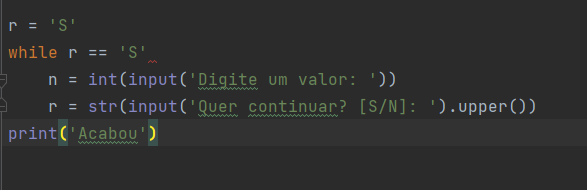 r = 'S'
while r == 'S'
    n = int(input('Digite um valor: '))
    r = str(input('Quer continuar? [S/N]: ').upper())
print('Acabou')